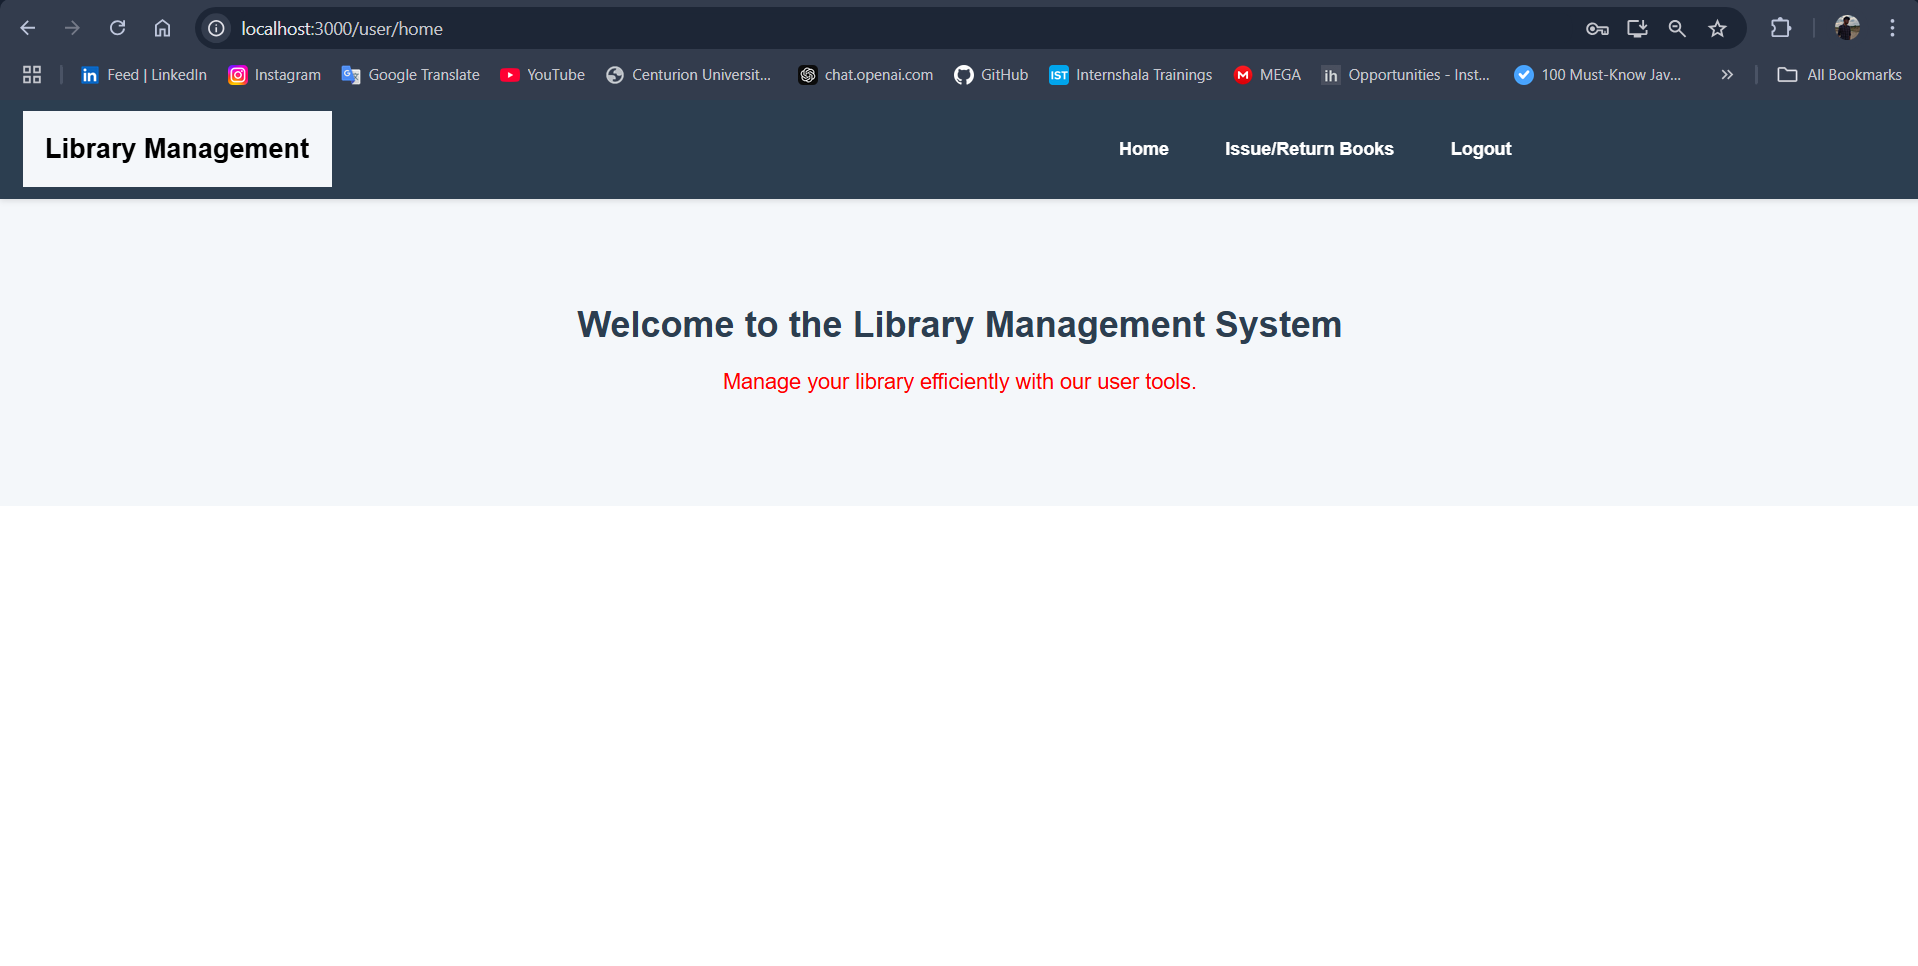 localhost:3000/user/home
Feed | LinkedIn Instagram Google Translate YouTube Centurion Universit... chat.openai.com GitHub IST Internshala Trainings MEGA ih Opportunities - Inst... 100 Must-Know Jav... All Bookmarks
Library Management Home Issue/Return Books Logout
Welcome to the Library Management System
Manage your library efficiently with our user tools.